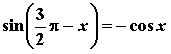 sin(3/2 π − x) = − cos x